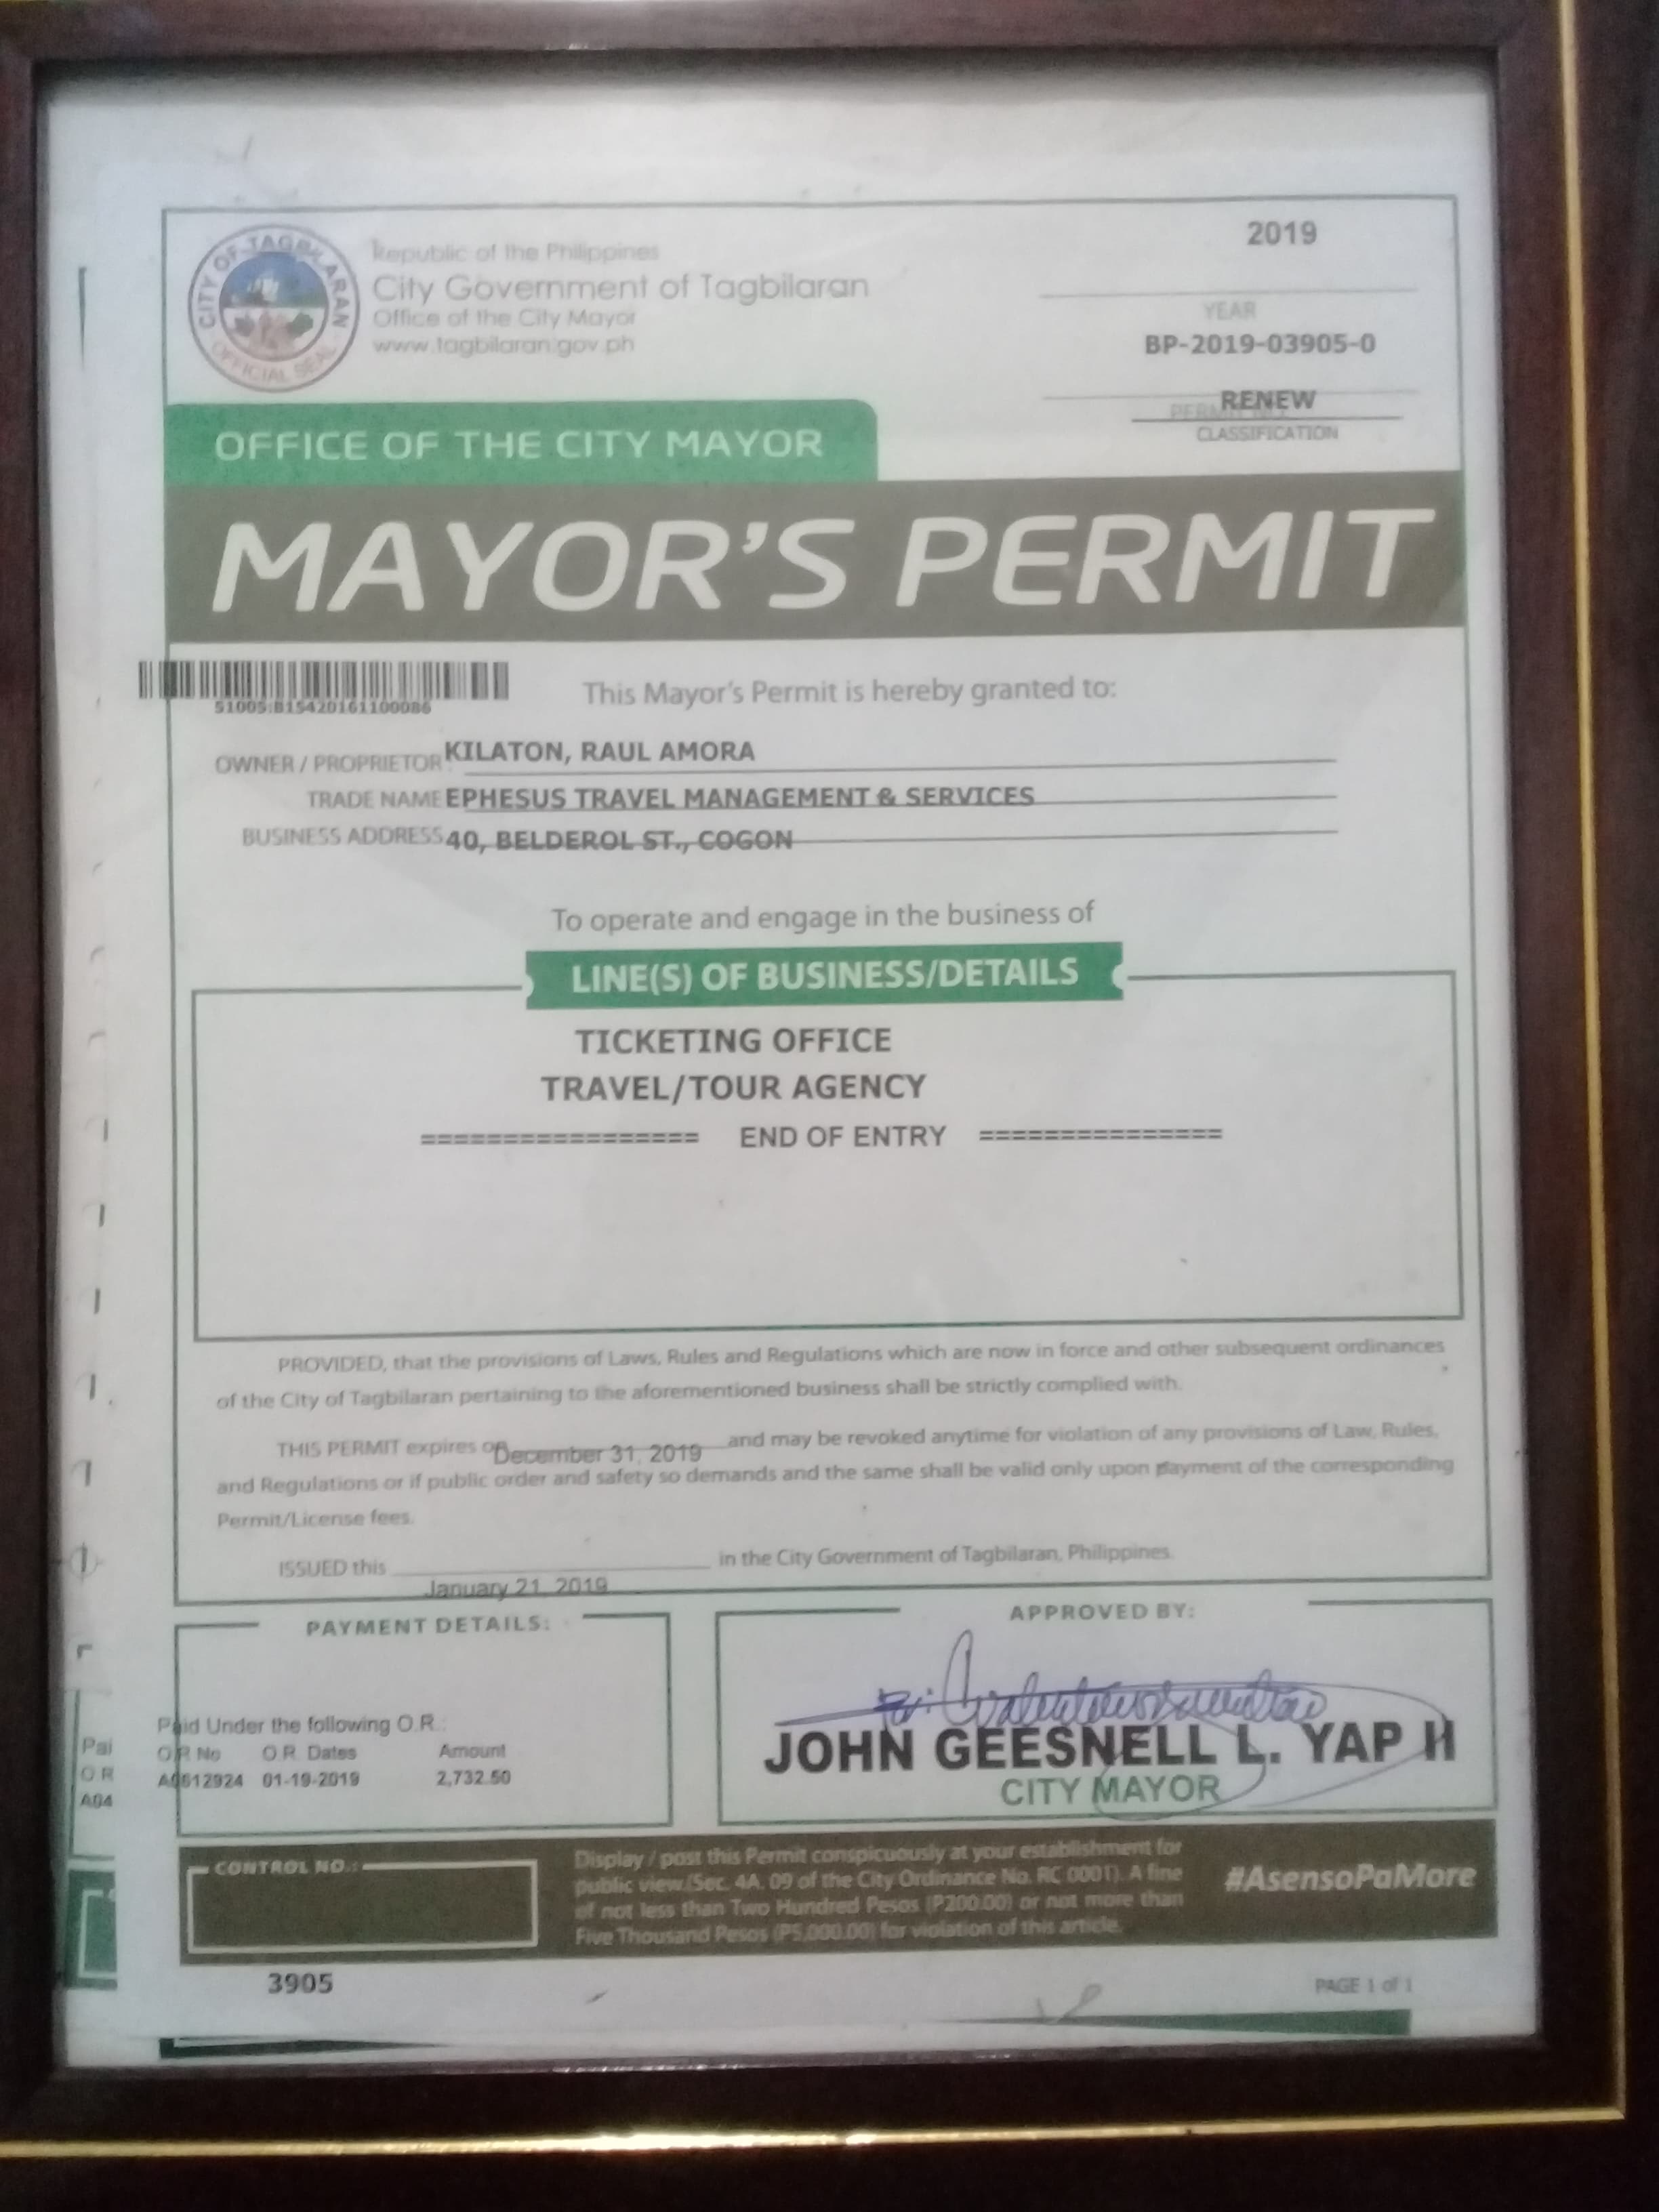 2019
CITY OF TAGBILARAN
OFFICIAL SEAL
Republic of the Philippines
City Government of Tagbilaran
Office of the City Mayor
www.tagbilaran.gov.ph
YEAR
BP-2019-03905-0
PERMIT NO.
RENEW
CLASSIFICATION
OFFICE OF THE CITY MAYOR
MAYOR'S PERMIT
51005:B15420161100086
This Mayor's Permit is hereby granted to:
OWNER / PROPRIETOR : KILATON, RAUL AMORA
TRADE NAME EPHESUS TRAVEL MANAGEMENT & SERVICES
BUSINESS ADDRESS 40, BELDEROL ST., COGON
To operate and engage in the business of
LINE(S) OF BUSINESS/DETAILS
TICKETING OFFICE
TRAVEL/TOUR AGENCY
================= END OF ENTRY ===============
PROVIDED, that the provisions of Laws, Rules and Regulations which are now in force and other subsequent ordinances
of the City of Tagbilaran pertaining to the aforementioned business shall be strictly complied with.
THIS PERMIT expires on December 31, 2019 and may be revoked anytime for violation of any provisions of Law, Rules,
and Regulations or if public order and safety so demands and the same shall be valid only upon payment of the corresponding
Permit/License fees.
ISSUED this January 21, 2019 in the City Government of Tagbilaran, Philippines.
PAYMENT DETAILS:
Paid Under the following O.R.:
O.R No O.R. Dates Amount
A0612924 01-19-2019 2,732.50
Pai
O R
A04
APPROVED BY:
JOHN GEESNELL L. YAP II
CITY MAYOR
CONTROL NO.:
Display / post this Permit conspicuously at your establishment for
public view.(Sec. 4A. 09 of the City Ordinance No. RC 0001). A fine
of not less than Two Hundred Pesos (P200.00) or not more than
Five Thousand Pesos (P5,000.00) for violation of this article.
#AsensoPaMore
3905
PAGE 1 of 1